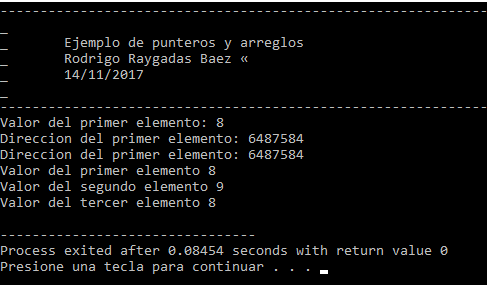 --------------------------------------------------------------
_
_ Ejemplo de punteros y arreglos
_ Rodrigo Raygadas Baez «
_ 14/11/2017
_
--------------------------------------------------------------
Valor del primer elemento: 8
Direccion del primer elemento: 6487584
Direccion del primer elemento: 6487584
Valor del primer elemento 8
Valor del segundo elemento 9
Valor del tercer elemento 8
--------------------------------
Process exited after 0.08454 seconds with return value 0
Presione una tecla para continuar . . .